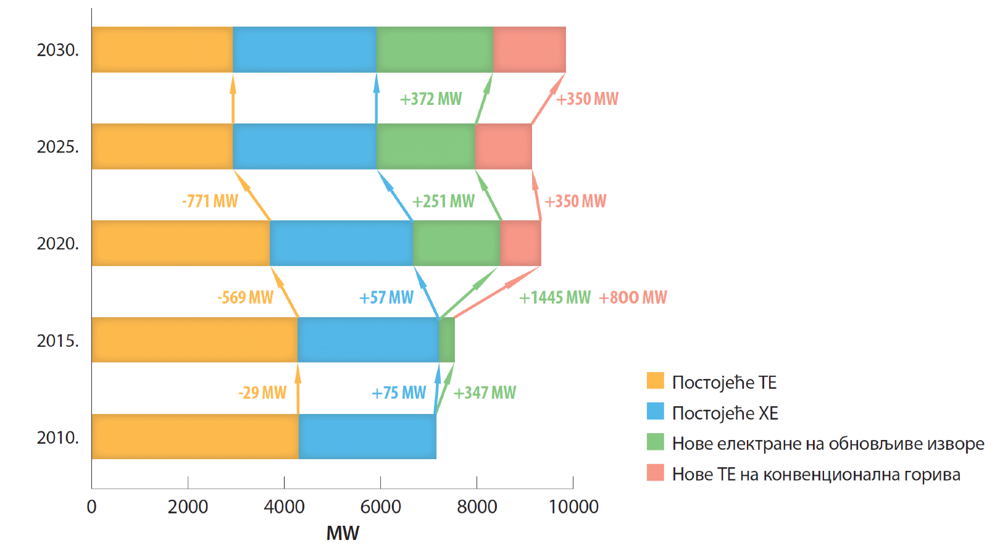 2030.
+372 MW +350 MW
2025.
-771 MW +251 MW +350 MW
2020.
-569 MW +57 MW +1445 MW +800 MW
2015.
-29 MW +75 MW +347 MW
2010.
0 2000 4000 6000 8000 10000
MW
Постојеће ТЕ
Постојеће ХЕ
Нове електране на обновљиве изворе
Нове ТЕ на конвенционална горива